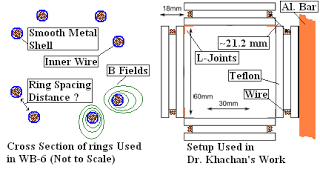 Smooth Metal
Shell
Inner Wire
B Fields
Ring Spacing
Distance ?
Cross Section of rings Used
in WB-6 (Not to Scale)
18mm
Al. Bar
~21.2 mm
L-Joints
Teflon
Wire
60mm
30mm
Setup Used in
Dr. Khachan's Work